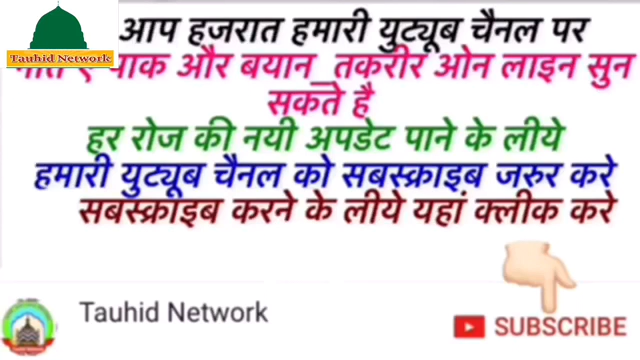 Tauhid Network
आप हजरात हमारी युट्यूब चैनल पर
पाक और बयान_तकरीर ओन लाइन सुन
सकते है
हर रोज की नयी अपडेट पाने के लीये
हमारी युट्यूब चैनल को सबस्क्राइब जरुर करे
सबस्क्राइब करने के लीये यहां क्लीक करे
Tauhid Network
SUBSCRIBE